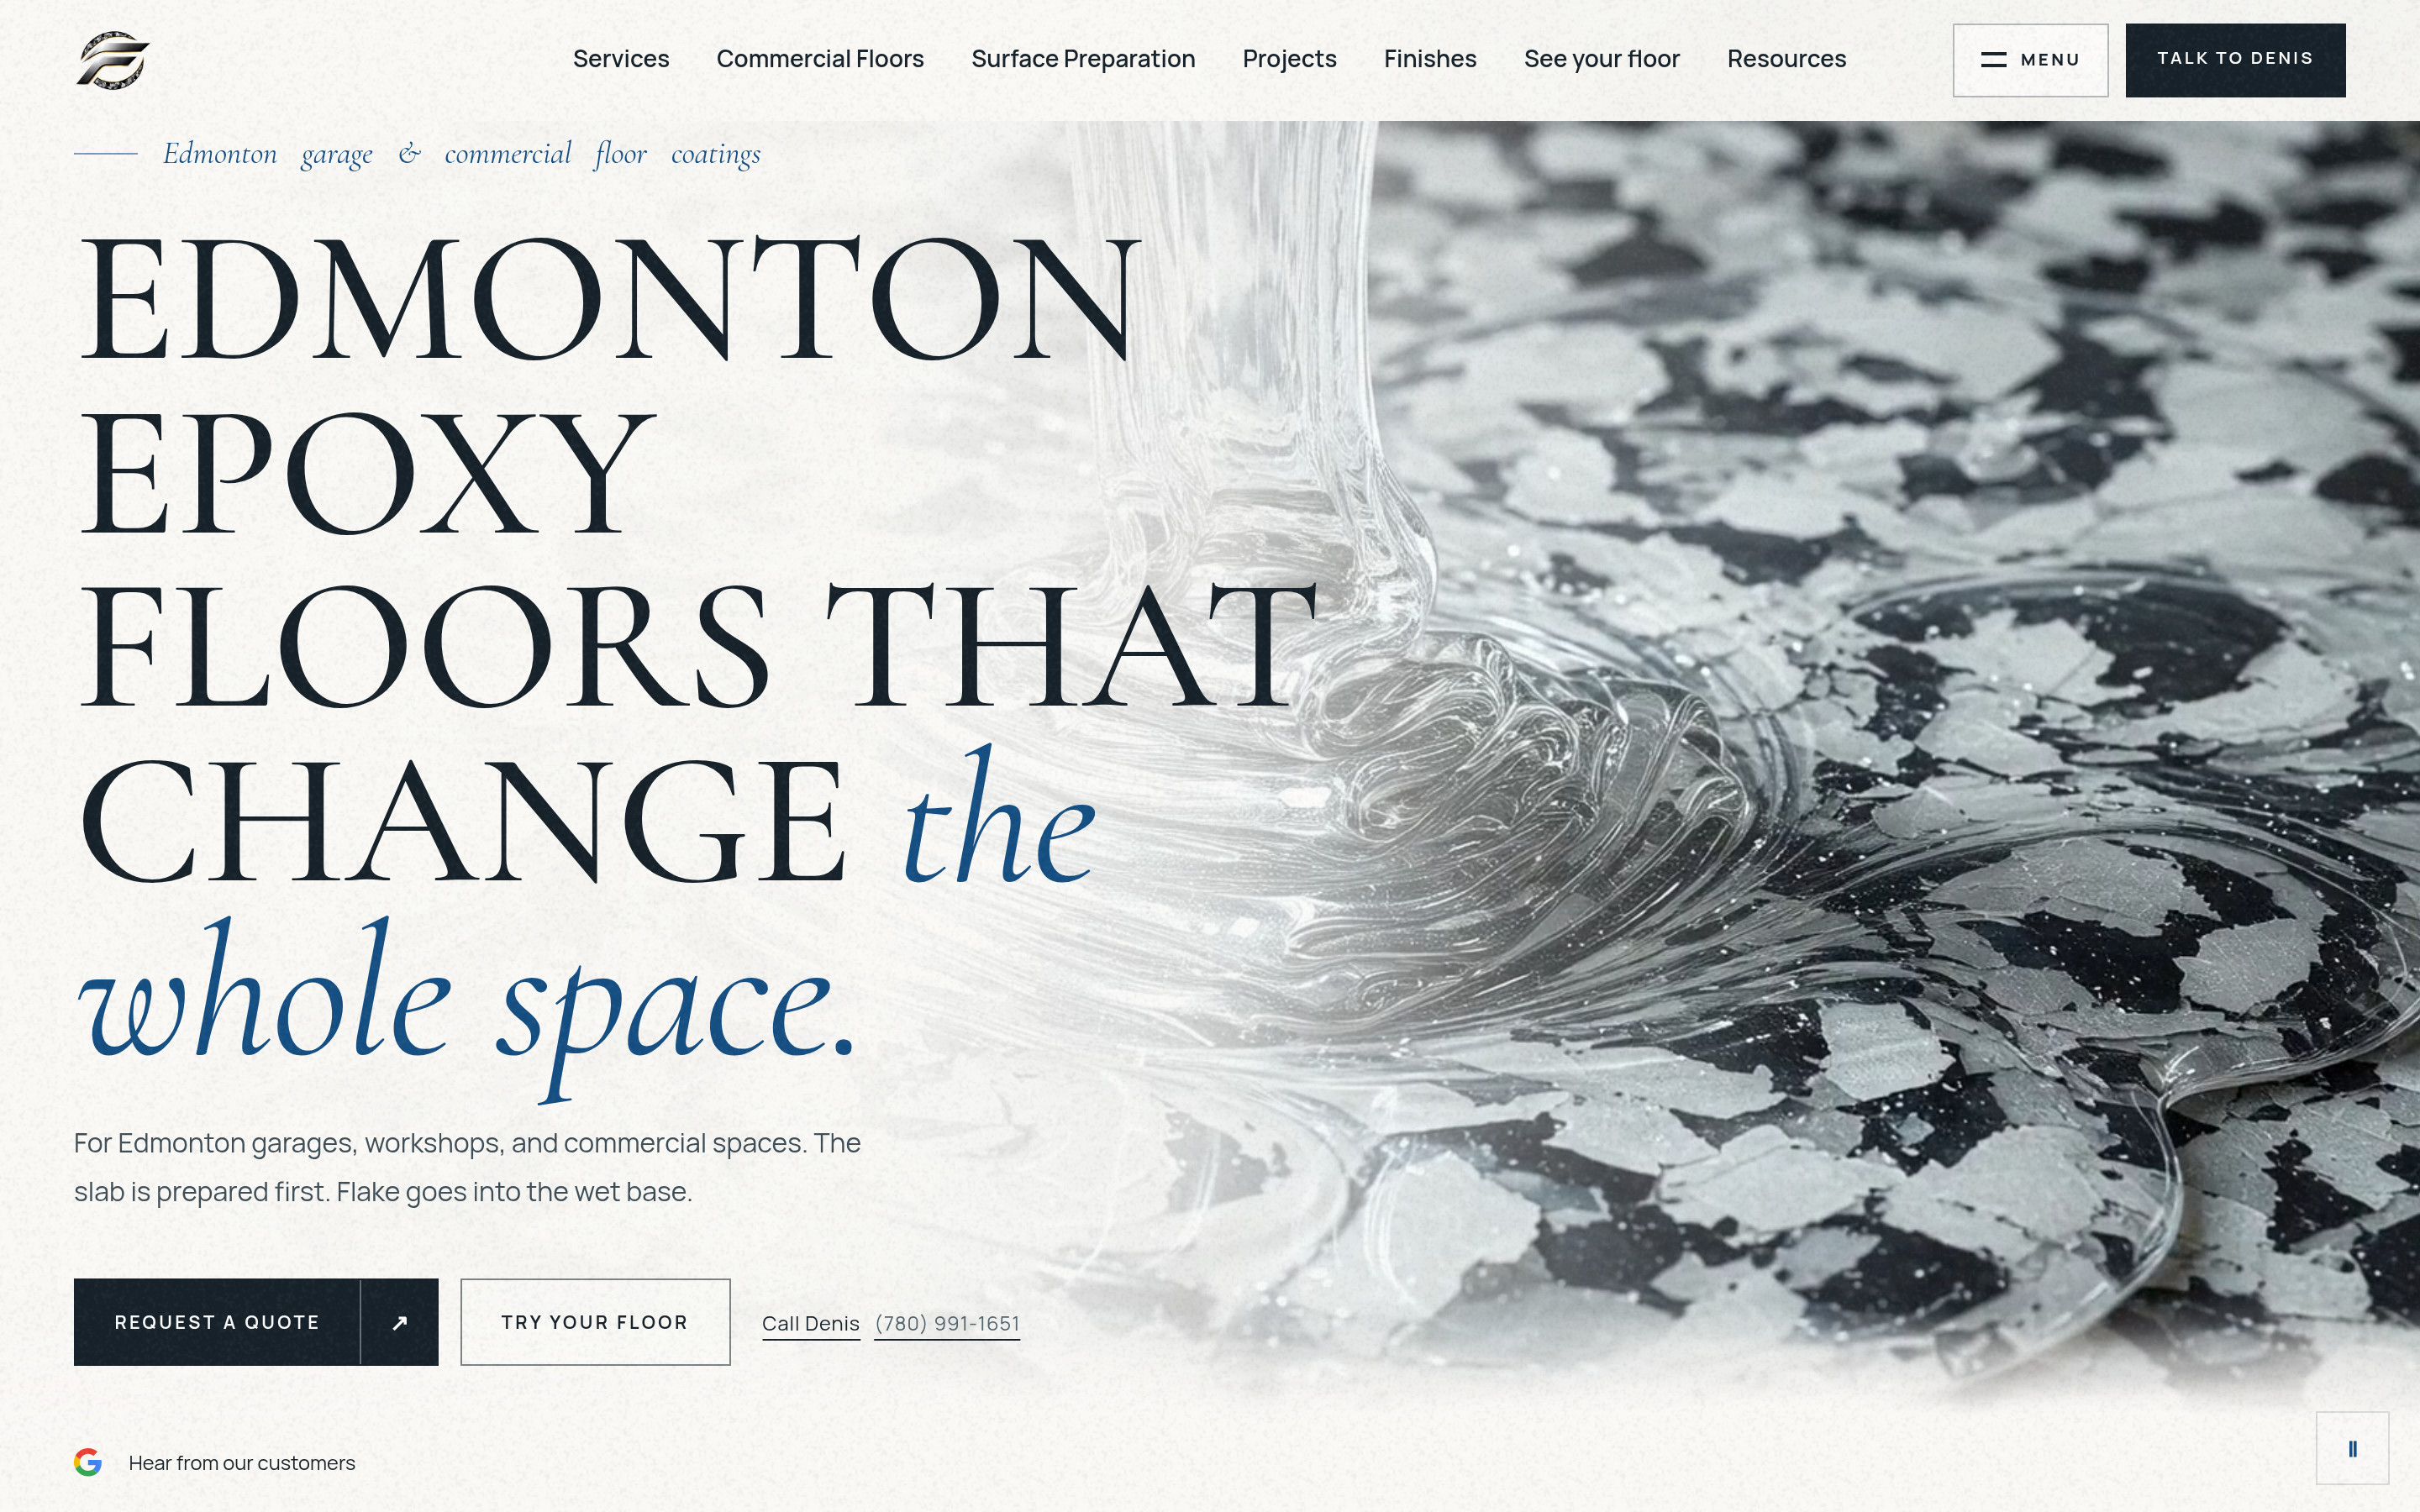 Services Commercial Floors Surface Preparation Projects Finishes See your floor Resources MENU TALK TO DENIS
Edmonton garage & commercial floor coatings
EDMONTON
EPOXY
FLOORS THAT
CHANGE the
whole space.
For Edmonton garages, workshops, and commercial spaces. The
slab is prepared first. Flake goes into the wet base.
REQUEST A QUOTE ↗ TRY YOUR FLOOR Call Denis (780) 991-1651
Hear from our customers